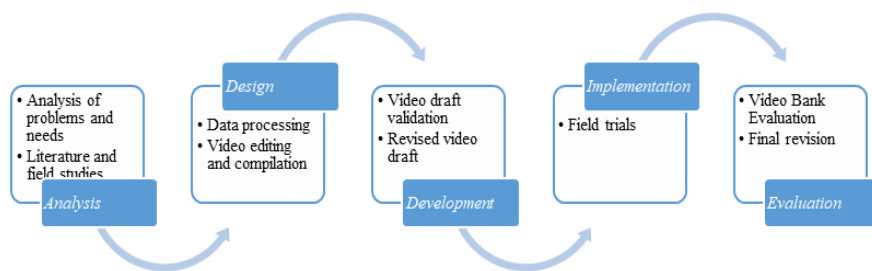 • Analysis of
problems and
needs
• Literature and
field studies
Analysis
Design
• Data processing
• Video editing
and compilation
• Video draft
validation
• Revised video
draft
Development
Implementation
• Field trials
• Video Bank
Evaluation
• Final revision
Evaluation